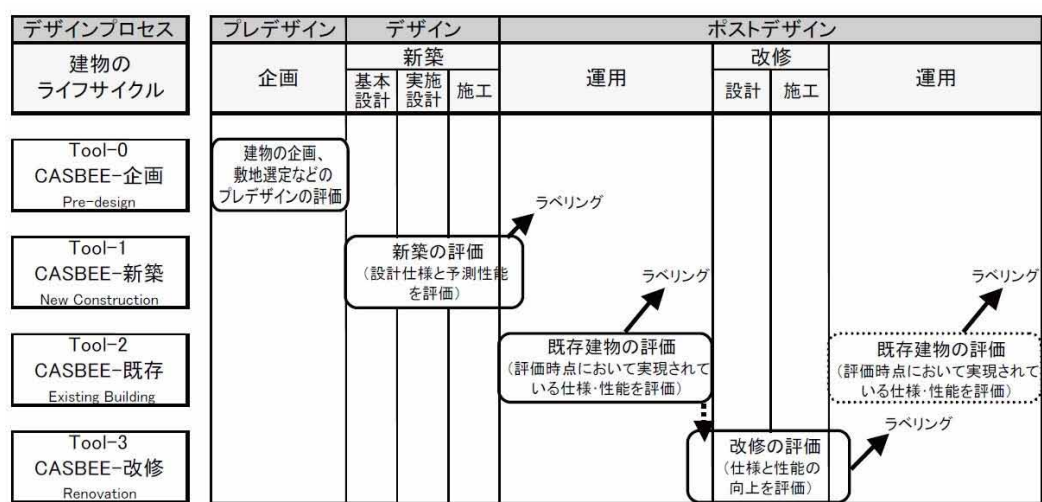 デザインプロセス
プレデザイン
デザイン
ポストデザイン
建物の
ライフサイクル
企画
新築
基本
設計
実施
設計
施工
運用
改修
設計
施工
運用
Tool-0
CASBEE-企画
Pre-design
建物の企画、
敷地選定などの
プレデザインの評価
Tool-1
CASBEE-新築
New Construction
新築の評価
(設計仕様と予測性能
を評価)
ラベリング
Tool-2
CASBEE-既存
Existing Building
既存建物の評価
(評価時点において実現されて
いる仕様・性能を評価)
ラベリング
既存建物の評価
(評価時点において実現されて
いる仕様・性能を評価)
ラベリング
Tool-3
CASBEE-改修
Renovation
改修の評価
(仕様と性能の
向上を評価)
ラベリング